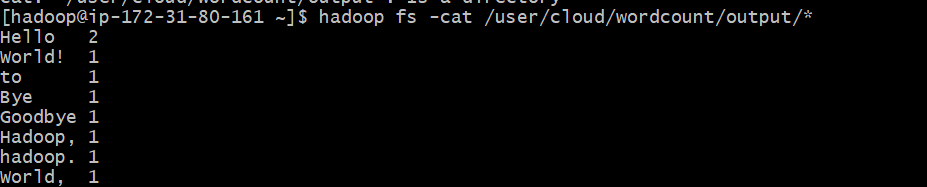 cat: `/user/cloud/wordcount/output': is a directory
[hadoop@ip-172-31-80-161 ~]$ hadoop fs -cat /user/cloud/wordcount/output/*
Hello   2
World!  1
to      1
Bye     1
Goodbye 1
Hadoop, 1
hadoop. 1
World,  1